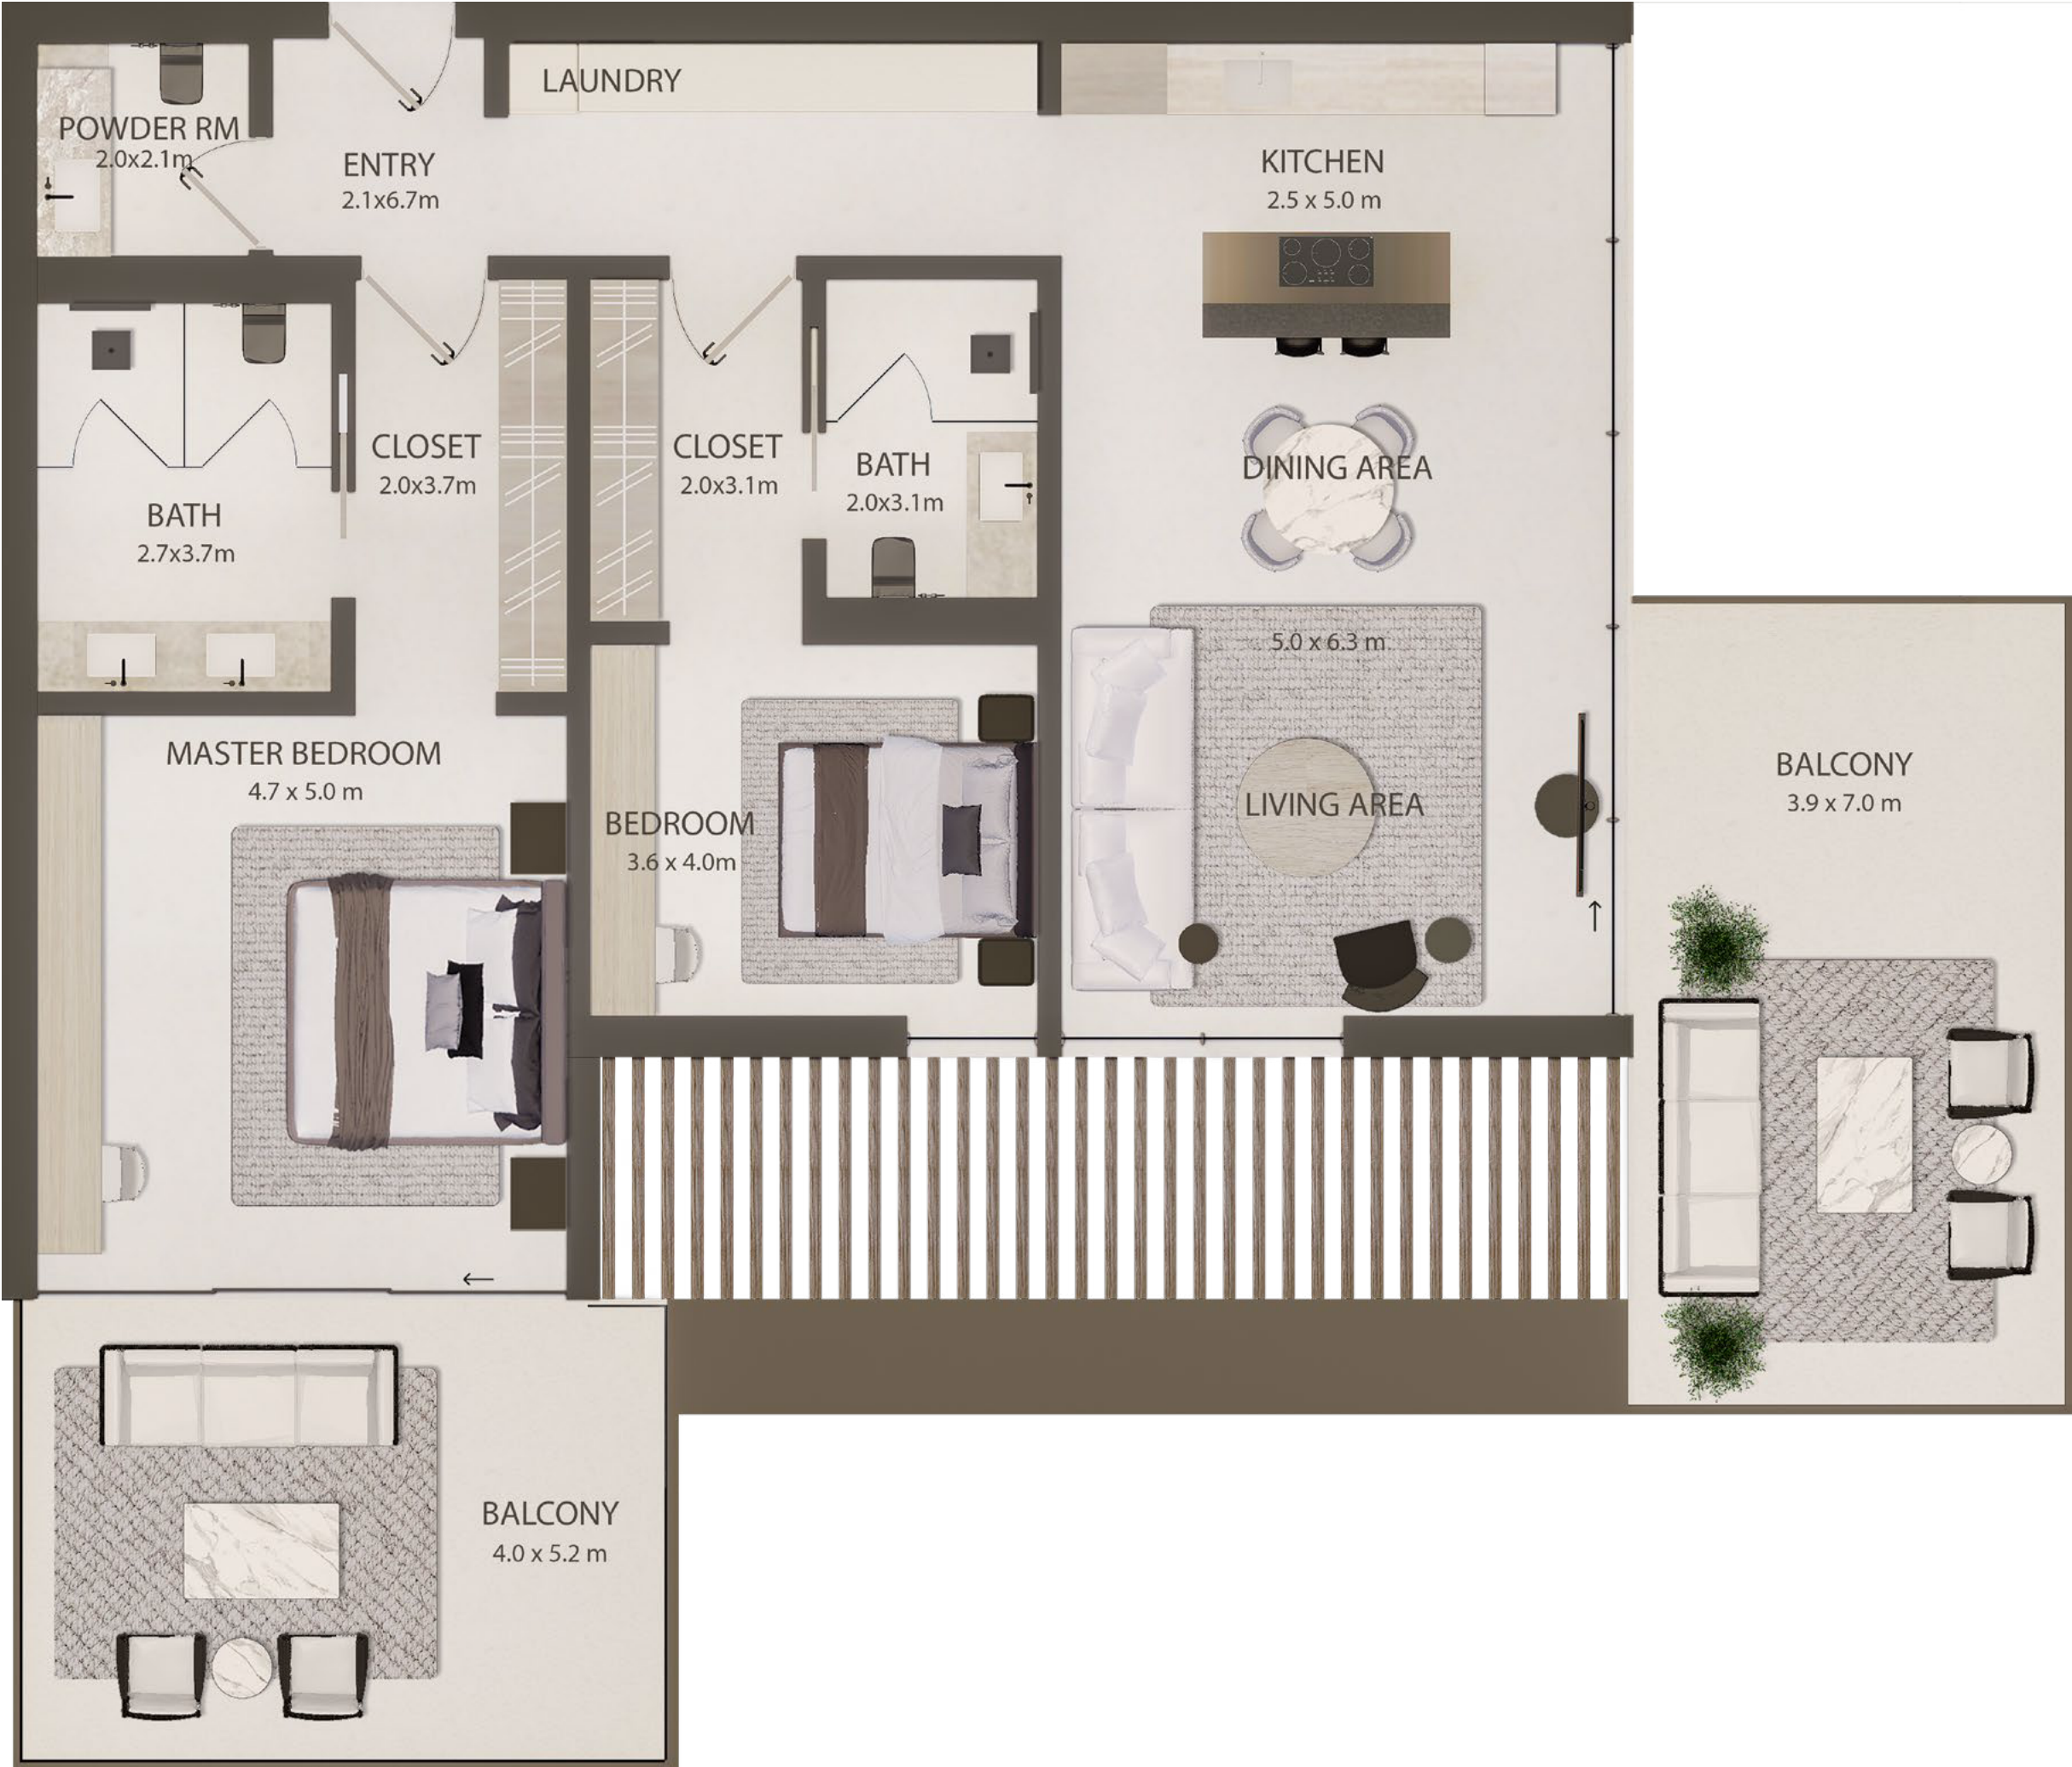 LAUNDRY
POWDER RM
2.0x2.1m
ENTRY
2.1x6.7m
KITCHEN
2.5 x 5.0 m
CLOSET
2.0x3.7m
CLOSET
2.0x3.1m
BATH
2.0x3.1m
DINING AREA
BATH
2.7x3.7m
5.0 x 6.3 m
MASTER BEDROOM
4.7 x 5.0 m
BEDROOM
3.6 x 4.0m
LIVING AREA
BALCONY
3.9 x 7.0 m
BALCONY
4.0 x 5.2 m